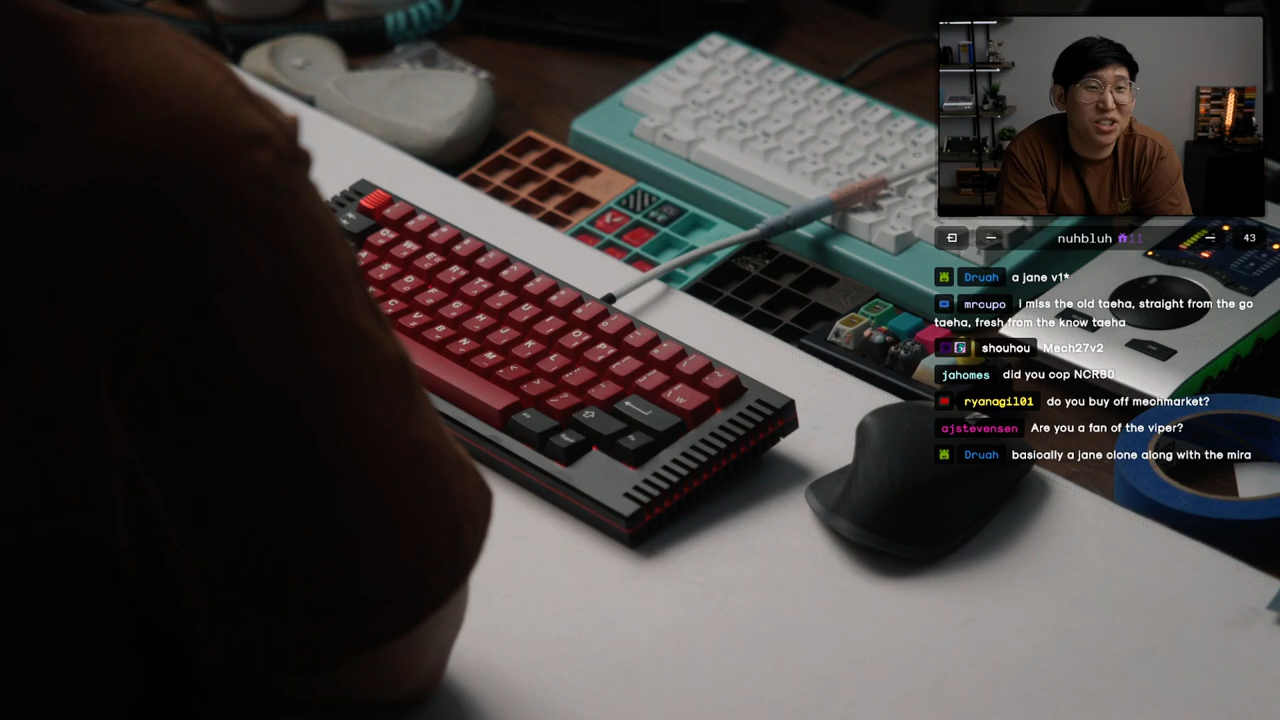 nuhbluh 11
43
Druah a jane v1*
mrcupo i miss the old taeha, straight from the go
taeha, fresh from the know taeha
shouhou Mech27v2
jahomes did you oop NCR80
ryanagil01 do you buy off mechmarket?
ajstevensen Are you a fan of the viper?
Druah basically a jane clone along with the mira
W E R T Y U I O P
J K L
C V B N M